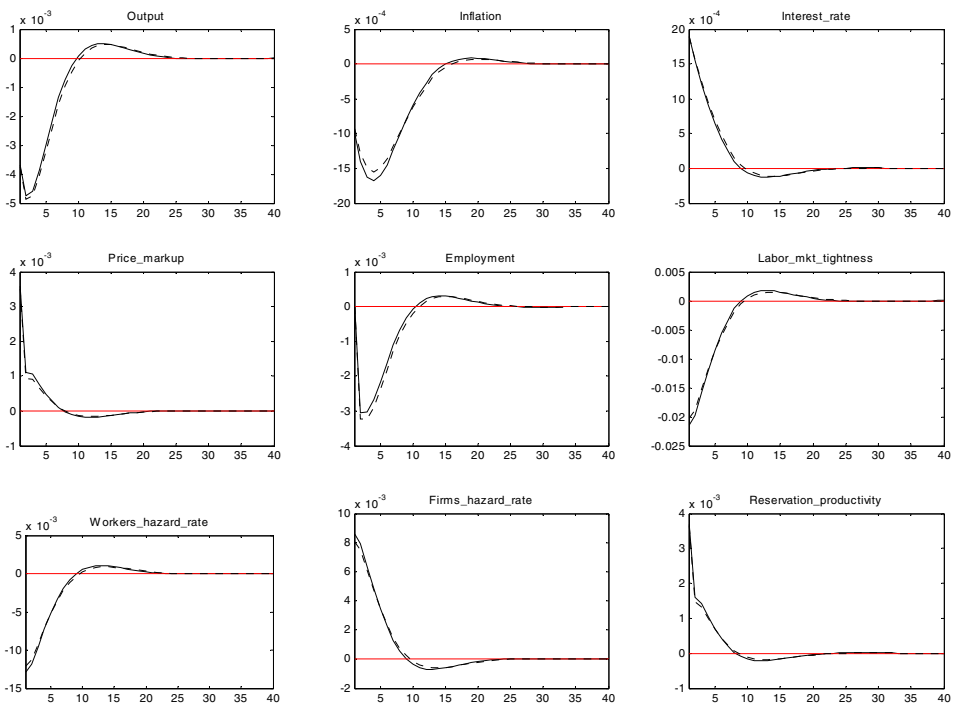 Output
x 10^-3
1
0
-1
-2
-3
-4
-5
5 10 15 20 25 30 35 40
Inflation
x 10^-4
5
0
-5
-10
-15
-20
5 10 15 20 25 30 35 40
Interest_rate
x 10^-4
20
15
10
5
0
-5
5 10 15 20 25 30 35 40
Price_markup
x 10^-3
4
3
2
1
0
-1
5 10 15 20 25 30 35 40
Employment
x 10^-3
1
0
-1
-2
-3
-4
5 10 15 20 25 30 35 40
Labor_mkt_tightness
0.005
0
-0.005
-0.01
-0.015
-0.02
-0.025
5 10 15 20 25 30 35 40
Workers_hazard_rate
x 10^-3
5
0
-5
-10
-15
5 10 15 20 25 30 35 40
Firms_hazard_rate
x 10^-3
10
8
6
4
2
0
-2
5 10 15 20 25 30 35 40
Reservation_productivity
x 10^-3
4
3
2
1
0
-1
5 10 15 20 25 30 35 40